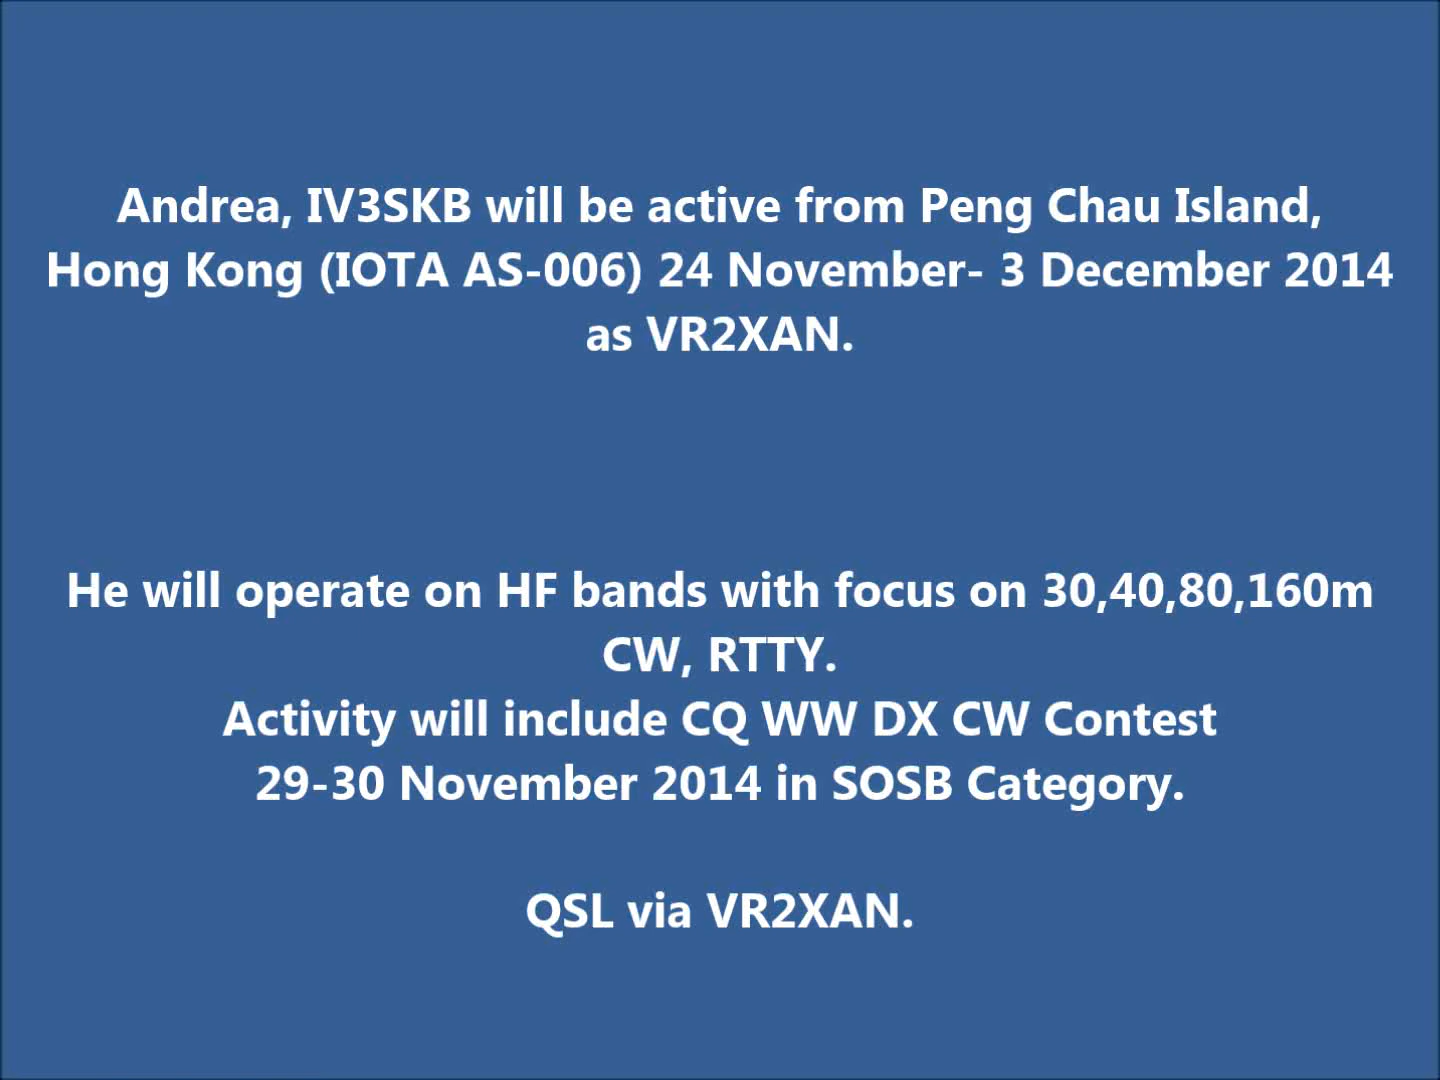 Andrea, IV3SKB will be active from Peng Chau Island,
Hong Kong (IOTA AS-006) 24 November- 3 December 2014
as VR2XAN.
He will operate on HF bands with focus on 30,40,80,160m
CW, RTTY.
Activity will include CQ WW DX CW Contest
29-30 November 2014 in SOSB Category.
QSL via VR2XAN.